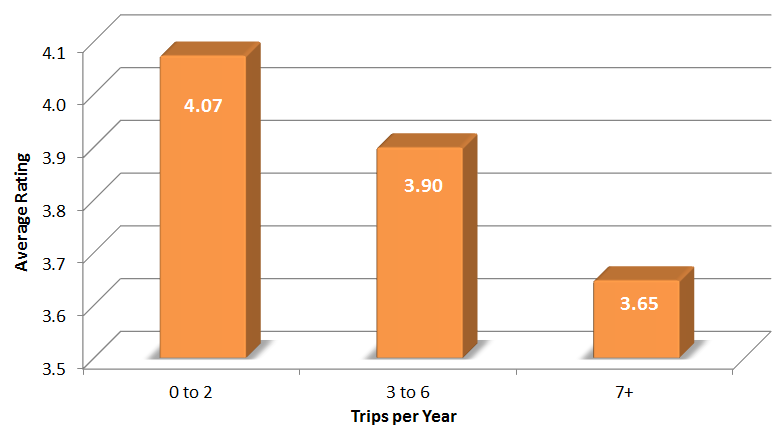 4.1
4.0
3.9
3.8
3.7
3.6
3.5
Average Rating
4.07
3.90
3.65
0 to 2
3 to 6
7+
Trips per Year